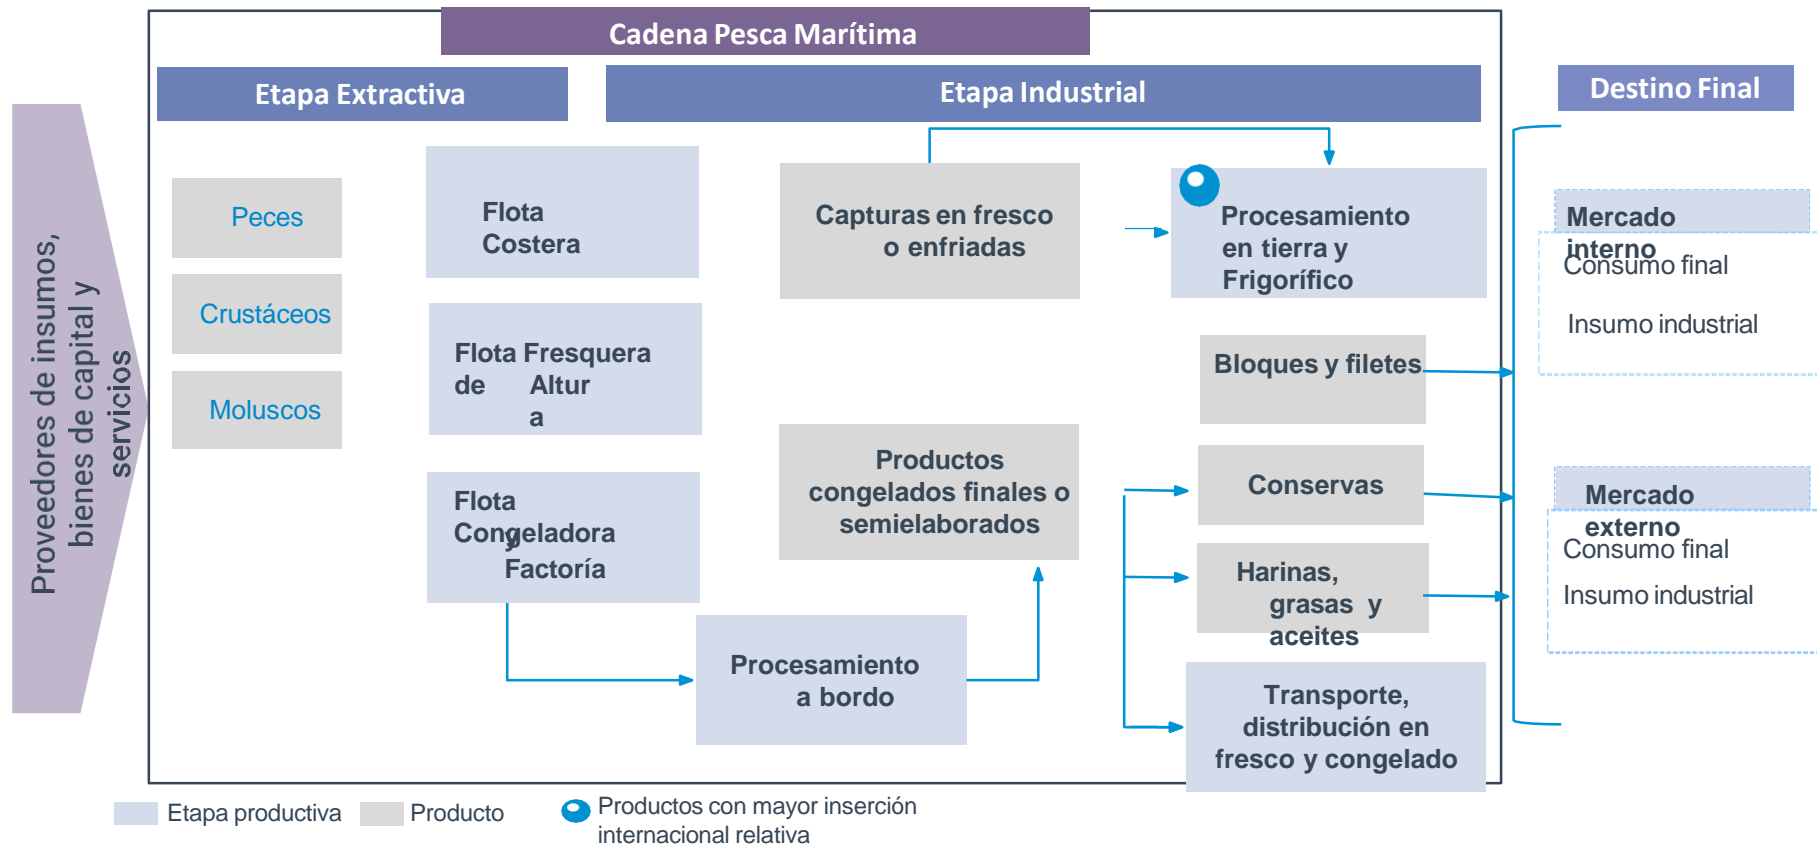 Cadena Pesca Marítima
Etapa Extractiva
Etapa Industrial
Destino Final
Proveedores de insumos,
bienes de capital y
servicios
Peces
Crustáceos
Moluscos
Flota
Costera
Flota Fresquera
de Altur
a
Flota
Congeladora
y
Factoría
Capturas en fresco
o enfriadas
Productos
congelados finales o
semielaborados
Procesamiento
a bordo
Procesamiento
en tierra y
Frigorífico
Bloques y filetes
Conservas
Harinas,
grasas y
aceites
Transporte,
distribución en
fresco y congelado
Mercado
interno
Consumo final
Insumo industrial
Mercado
externo
Consumo final
Insumo industrial
Etapa productiva
Producto
Productos con mayor inserción
internacional relativa